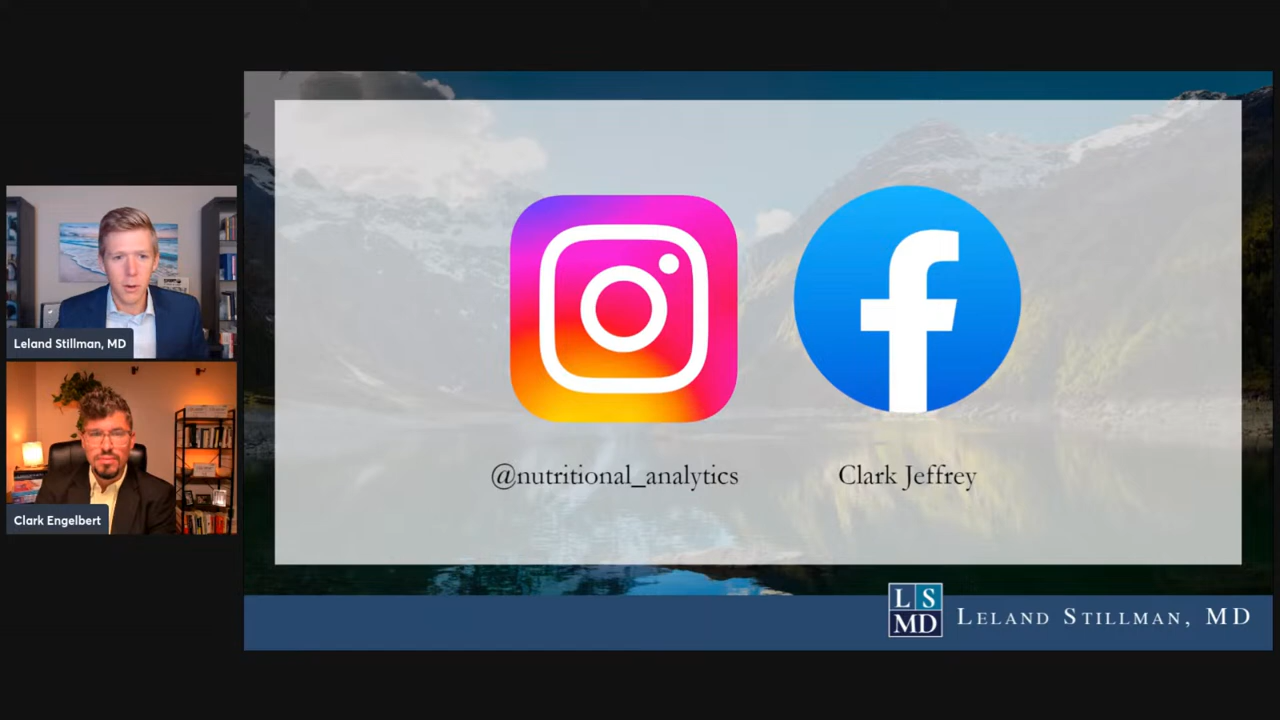 Leland Stillman, MD
Clark Engelbert
@nutritional_analytics
Clark Jeffrey
LS
MD
LELAND STILLMAN, MD